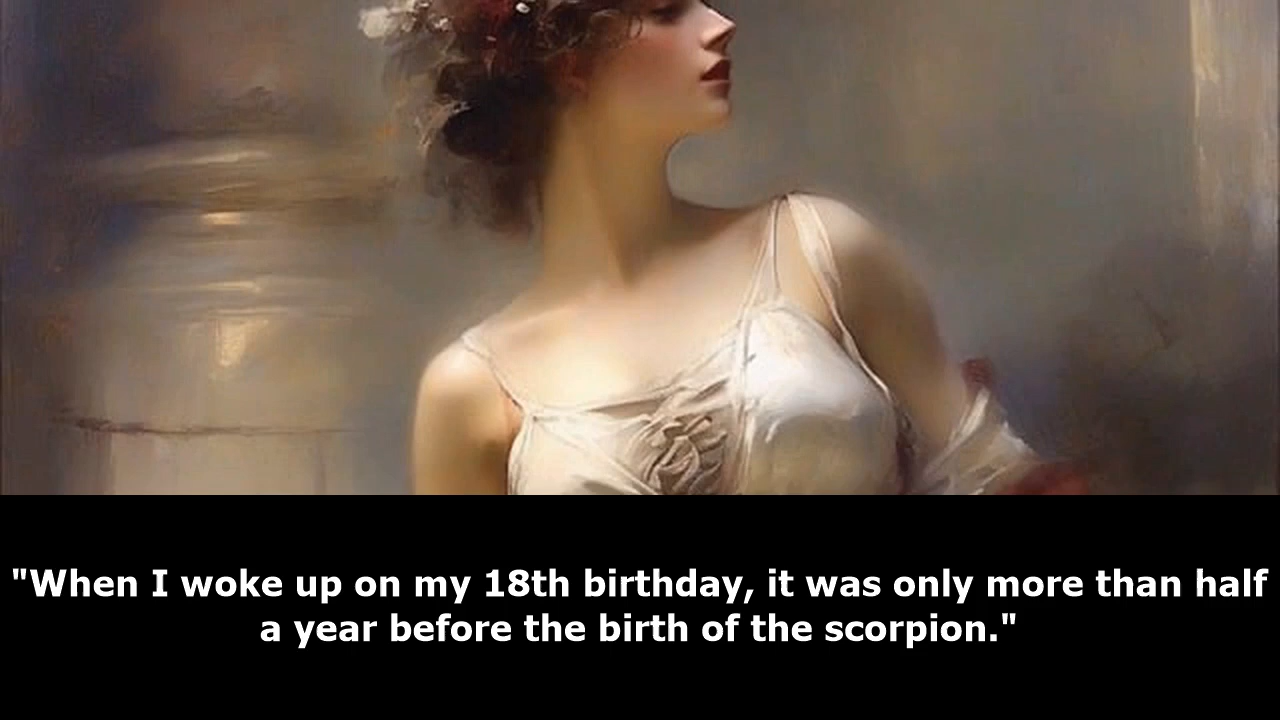 "When I woke up on my 18th birthday, it was only more than half
a year before the birth of the scorpion."